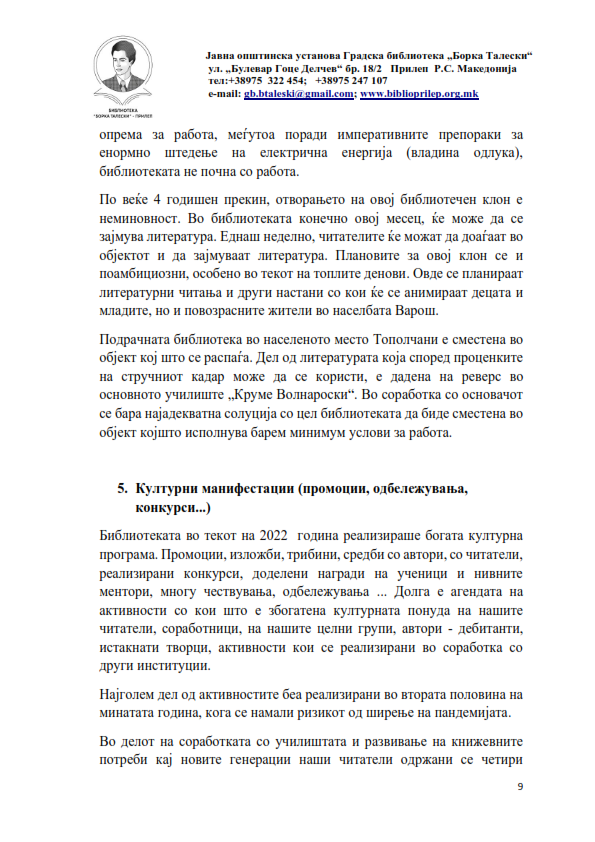 Јавна општинска установа Градска библиотека „Борка Талески“
ул. „Булевар Гоце Делчев“ бр. 18/2 Прилеп Р.С. Македонија
тел:+38975 322 454; +38975 247 107
e-mail: gb.btaleski@gmail.com; www.biblioprilep.org.mk
БИБЛИОТЕКА
"БОРКА ТАЛЕСКИ" - ПРИЛЕП
опрема за работа, меѓутоа поради императивните препораки за
енормно штедење на електрична енергија (владина одлука),
библиотеката не почна со работа.
По веќе 4 годишен прекин, отворањето на овој библиотечен клон е
неминовност. Во библиотеката конечно овој месец, ќе може да се
зајмува литература. Еднаш неделно, читателите ќе можат да доаѓаат во
објектот и да зајмуваат литература. Плановите за овој клон се и
поамбициозни, особено во текот на топлите денови. Овде се планираат
литературни читања и други настани со кои ќе се анимираат децата и
младите, но и повозрасните жители во населбата Варош.
Подрачната библиотека во населеното место Тополчани е сместена во
објект кој што се распаѓа. Дел од литературата која според проценките
на стручниот кадар може да се користи, е дадена на реверс во
основното училиште „Круме Волнароски“. Во соработка со основачот
се бара најадекватна солуција со цел библиотеката да биде сместена во
објект којшто исполнува барем минимум услови за работа.
5. Културни манифестации (промоции, одбележувања,
конкурси...)
Библиотеката во текот на 2022 година реализираше богата културна
програма. Промоции, изложби, трибини, средби со автори, со читатели,
реализирани конкурси, доделени награди на ученици и нивните
ментори, многу чествувања, одбележувања ... Долга е агендата на
активности со кои што е збогатена културната понуда на нашите
читатели, соработници, на нашите целни групи, автори - дебитанти,
истакнати творци, активности кои се реализирани во соработка со
други институции.
Најголем дел од активностите беа реализирани во втората половина на
минатата година, кога се намали ризикот од ширење на пандемијата.
Во делот на соработката со училиштата и развивање на книжевните
потреби кај новите генерации наши читатели одржани се четири
9